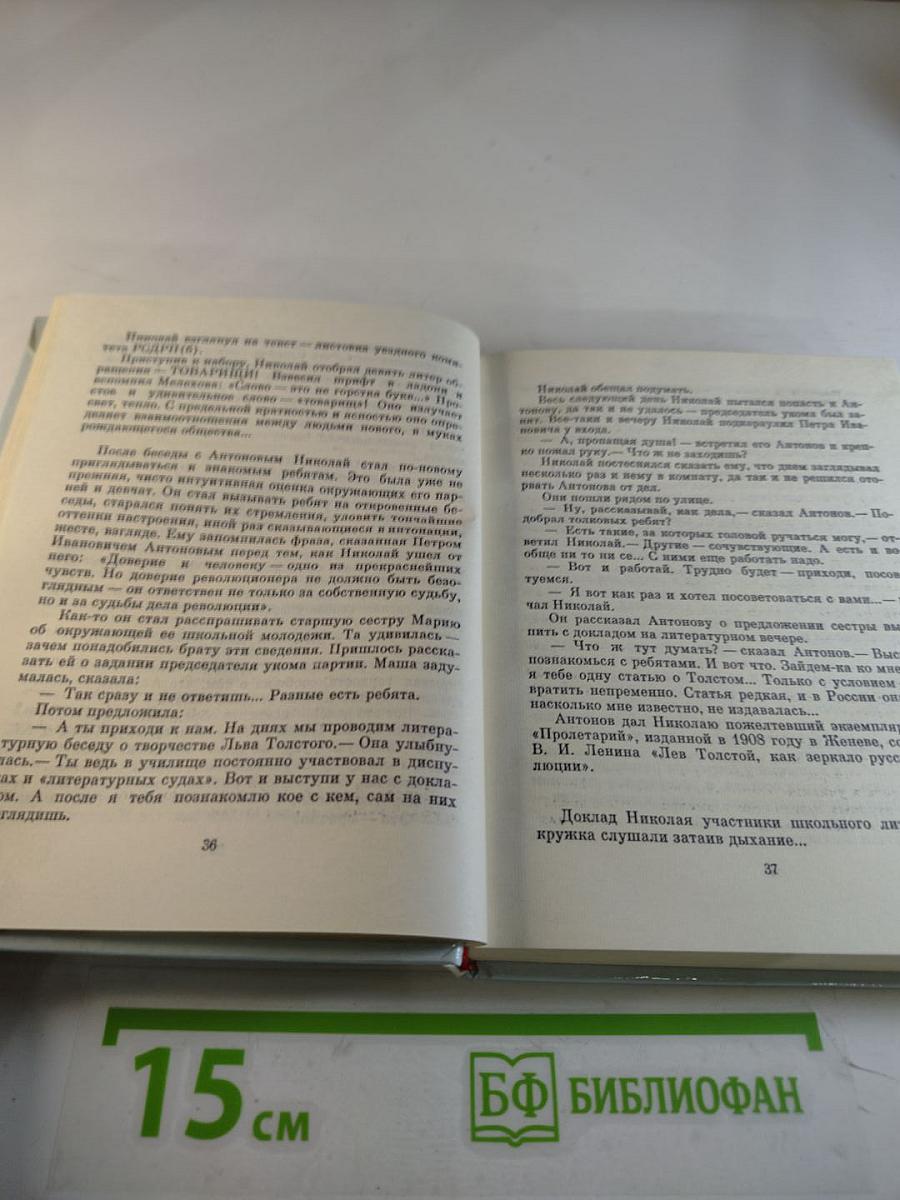 Николай взглянул на текст — листовка уездного коми-
тета РСДРП(б).
Приступив к набору, Николай отобрал девять литер об-
ращения — ТОВАРИЩИ! Взвесил шрифт в ладони и
вспомнил Мелехова: «Слово — это не горстка букв...» Про-
стое и удивительное слово — «товарищ»! Оно излучает
свет, тепло. С предельной краткостью и ясностью оно опре-
деляет взаимоотношения между людьми нового, в муках
рождающегося общества...
После беседы с Антоновым Николай стал по-новому
приглядываться к знакомым ребятам. Это была уже не
прежняя, чисто интуитивная оценка окружающих его пар-
ней и девчат. Он стал вызывать ребят на откровенные бе-
седы, старался понять их стремления, уловить тончайшие
оттенки настроения, иной раз сказывающиеся в интонации,
жесте, взгляде. Ему запомнилась фраза, сказанная Петром
Ивановичем Антоновым перед тем, как Николай ушел от
него: «Доверие к человеку — одно из прекраснейших
чувств. Но доверие революционера не должно быть безо-
глядным — он ответствен не только за собственную судьбу,
но и за судьбы дела революции».
Как-то он стал расспрашивать старшую сестру Марию
об окружающей ее школьной молодежи. Та удивилась —
зачем понадобились брату эти сведения. Пришлось расска-
зать ей о задании председателя укома партии. Маша заду-
малась, сказала:
— Так сразу и не ответишь... Разные есть ребята.
Потом предложила:
— А ты приходи к нам. На днях мы проводим литера-
турную беседу о творчестве Льва Толстого.— Она улыбну-
лась.— Ты ведь в училище постоянно участвовал в диспу-
ах и «литературных судах». Вот и выступи у нас с докла-
ом. А после я тебя познакомлю кое с кем, сам на них
глядишь.
36
Николай обещал подумать.
Весь следующий день Николай пытался попасть к Ан-
тонову, да так и не удалось — председатель укома был за-
нят. Все-таки к вечеру Николай подкараулил Петра Ива-
новича у входа.
— А, пропащая душа! — встретил его Антонов и креп-
ко пожал руку.— Что ж не заходишь?
Николай постеснялся сказать ему, что днем заглядывал
несколько раз к нему в комнату, да так и не решился ото-
рвать Антонова от дел.
Они пошли рядом по улице.
— Ну, рассказывай, как дела,— сказал Антонов.— По-
добрал толковых ребят?
— Есть такие, за которых головой ручаться могу,— от-
ветил Николай.— Другие — сочувствующие. А есть и во-
обще ни то ни се... С ними еще работать надо.
— Вот и работай. Трудно будет — приходи, посове
туемся.
— Я вот как раз и хотел посоветоваться с вами...—
чал Николай.
Он рассказал Антонову о предложении сестры выс
пить с докладом на литературном вечере.
— Что ж тут думать? — сказал Антонов.— Выс
познакомься с ребятами. И вот что. Зайдем-ка ко мне
я тебе одну статью о Толстом... Только с условием
вратить непременно. Статья редкая, и в России он
насколько мне известно, не издавалась...
Антонов дал Николаю пожелтевший экземпляр
«Пролетарий», изданной в 1908 году в Женеве, со
В. И. Ленина «Лев Толстой, как зеркало русс
люции».
Доклад Николая участники школьного лит
кружка слушали затаив дыхание...
37
15 см
БФ БИБЛИОФАН